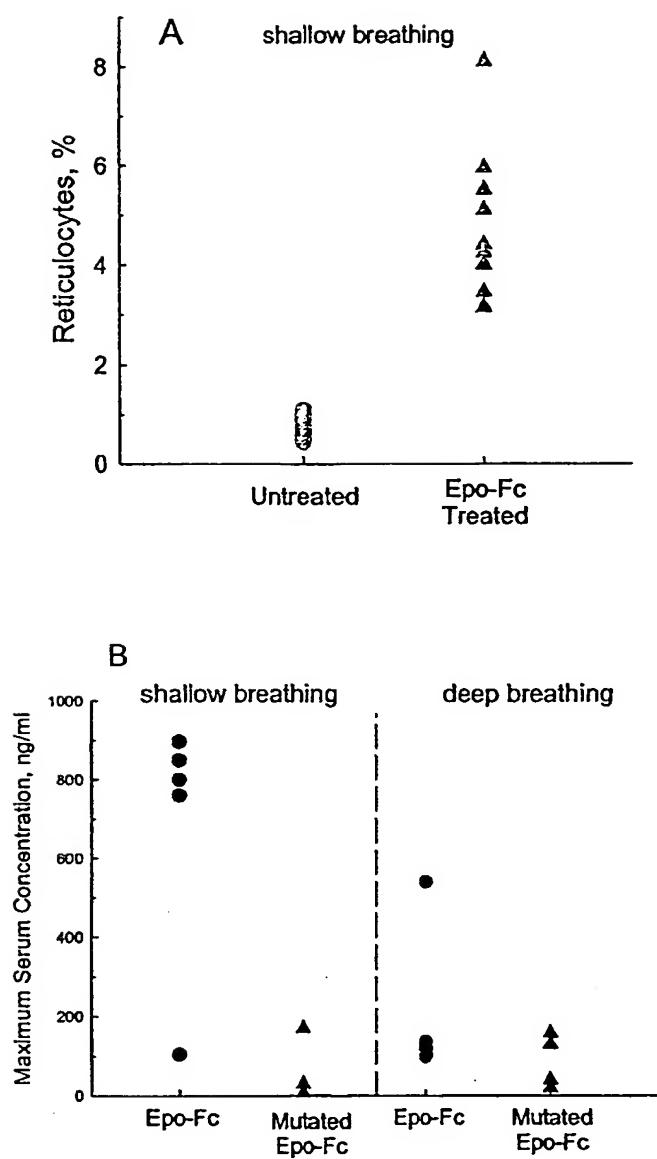 A
shallow breathing
Reticulocytes, %
8
6
4
2
0
Untreated
Epo-Fc
Treated
B
shallow breathing
deep breathing
Maximum Serum Concentration, ng/ml
1000
800
600
400
200
0
Epo-Fc
Mutated
Epo-Fc
Epo-Fc
Mutated
Epo-Fc